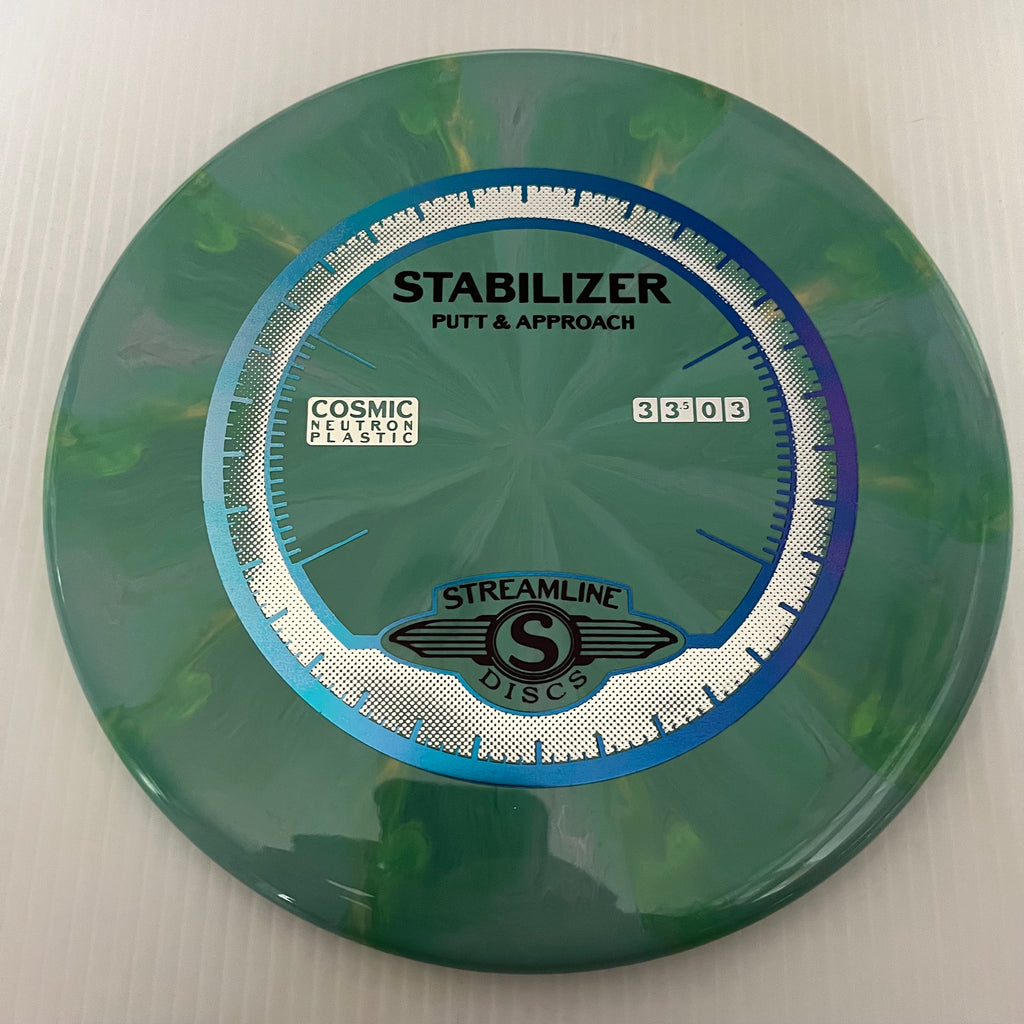 STABILIZER
PUTT & APPROACH
COSMIC
NEUTRON
PLASTIC
3 3.5 0 3
STREAMLINE
S
DISCS